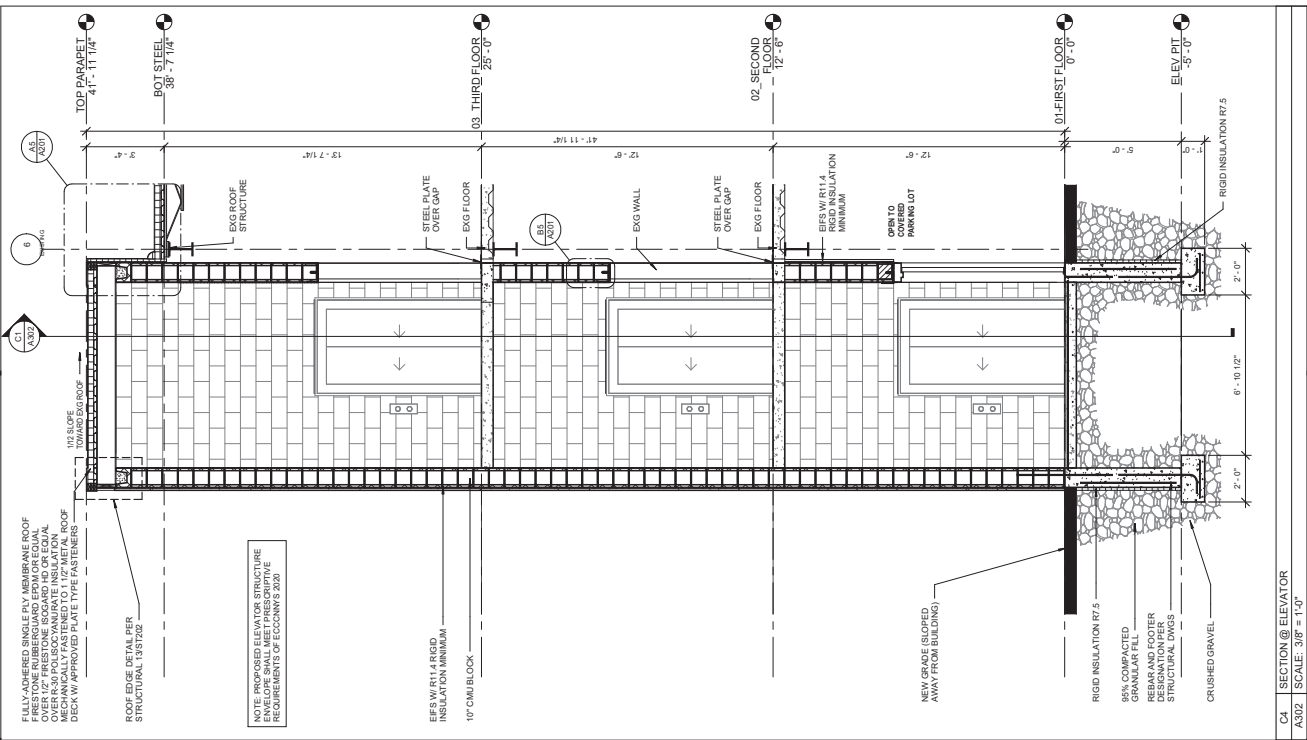 FULLY-ADHERED SINGLE PLY MEMBRANE ROOF
FIRESTONE RUBBERGUARD EPDM OR EQUAL
OVER 1/2" FIRESTONE ISOGARD HD OR EQUAL
OVER R-30 POLISOCYANURATE INSULATION
MECHANICALLY FASTENED TO 1 1/2" METAL ROOF
DECK W/ APPROVED PLATE TYPE FASTENERS
ROOF EDGE DETAIL PER
STRUCTURAL 13/ST202
NOTE: PROPOSED ELEVATOR STRUCTURE
ENVELOPE SHALL MEET PRESCRIPTIVE
REQUIREMENTS OF ECCCNYS 2020
EIFS W/ R11.4 RIGID
INSULATION MINIMUM
10" CMU BLOCK
NEW GRADE (SLOPED
AWAY FROM BUILDING)
RIGID INSULATION R7.5
95% COMPACTED
GRANULAR FILL
REBAR AND FOOTER
DESIGNATION PER
STRUCTURAL DWGS
CRUSHED GRAVEL
1/12 SLOPE
TOWARD EXG ROOF
C1
A302
6
A5
A201
EXG ROOF
STRUCTURE
STEEL PLATE
OVER GAP
EXG FLOOR
B5
A201
EXG WALL
STEEL PLATE
OVER GAP
EXG FLOOR
EIFS W/ R11.4
RIGID INSULATION
MINIMUM
OPEN TO
COVERED
PARKING LOT
RIGID INSULATION R7.5
2' - 0"
6' - 10 1/2"
2' - 0"
3' - 4"
13' - 7 1/4"
12' - 6"
12' - 6"
5' - 0"
1' - 0"
41' - 11 1/4"
TOP PARAPET
41' - 11 1/4"
BOT STEEL
38' - 7 1/4"
03_THIRD FLOOR
25' - 0"
02_SECOND
FLOOR
12' - 6"
01-FIRST FLOOR
0' - 0"
ELEV PIT
-5' - 0"
C4
A302
SECTION @ ELEVATOR
SCALE: 3/8" = 1'-0"